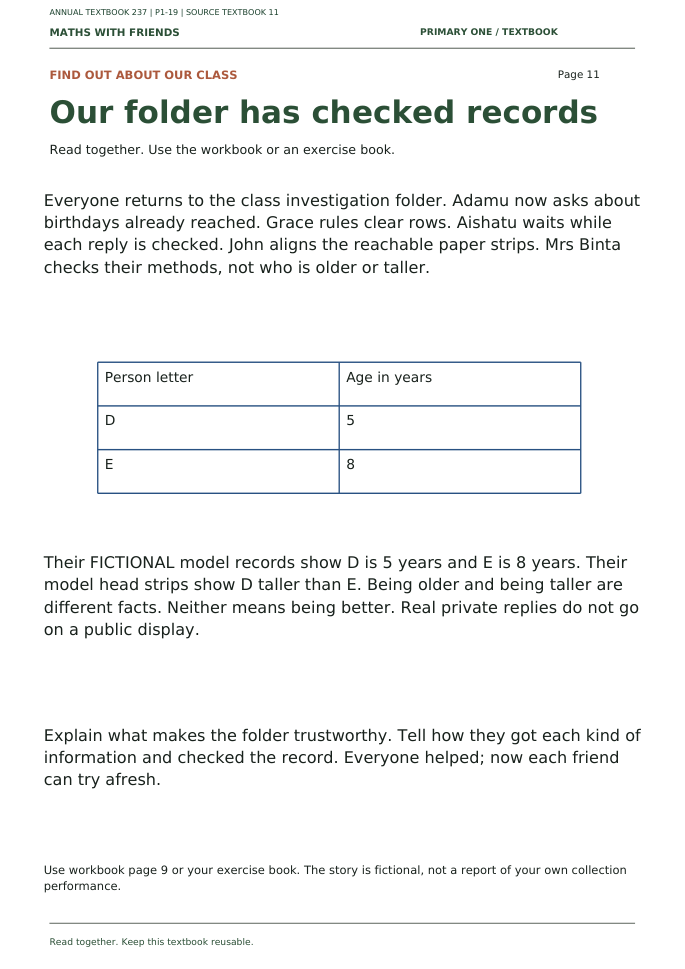 ANNUAL TEXTBOOK 237 | P1-19 | SOURCE TEXTBOOK 11
MATHS WITH FRIENDS
PRIMARY ONE / TEXTBOOK
FIND OUT ABOUT OUR CLASS
Page 11
Our folder has checked records
Read together. Use the workbook or an exercise book.
Everyone returns to the class investigation folder. Adamu now asks about
birthdays already reached. Grace rules clear rows. Aishatu waits while
each reply is checked. John aligns the reachable paper strips. Mrs Binta
checks their methods, not who is older or taller.
Person letter
Age in years
D
5
E
8
Their FICTIONAL model records show D is 5 years and E is 8 years. Their
model head strips show D taller than E. Being older and being taller are
different facts. Neither means being better. Real private replies do not go
on a public display.
Explain what makes the folder trustworthy. Tell how they got each kind of
information and checked the record. Everyone helped; now each friend
can try afresh.
Use workbook page 9 or your exercise book. The story is fictional, not a report of your own collection
performance.
Read together. Keep this textbook reusable.